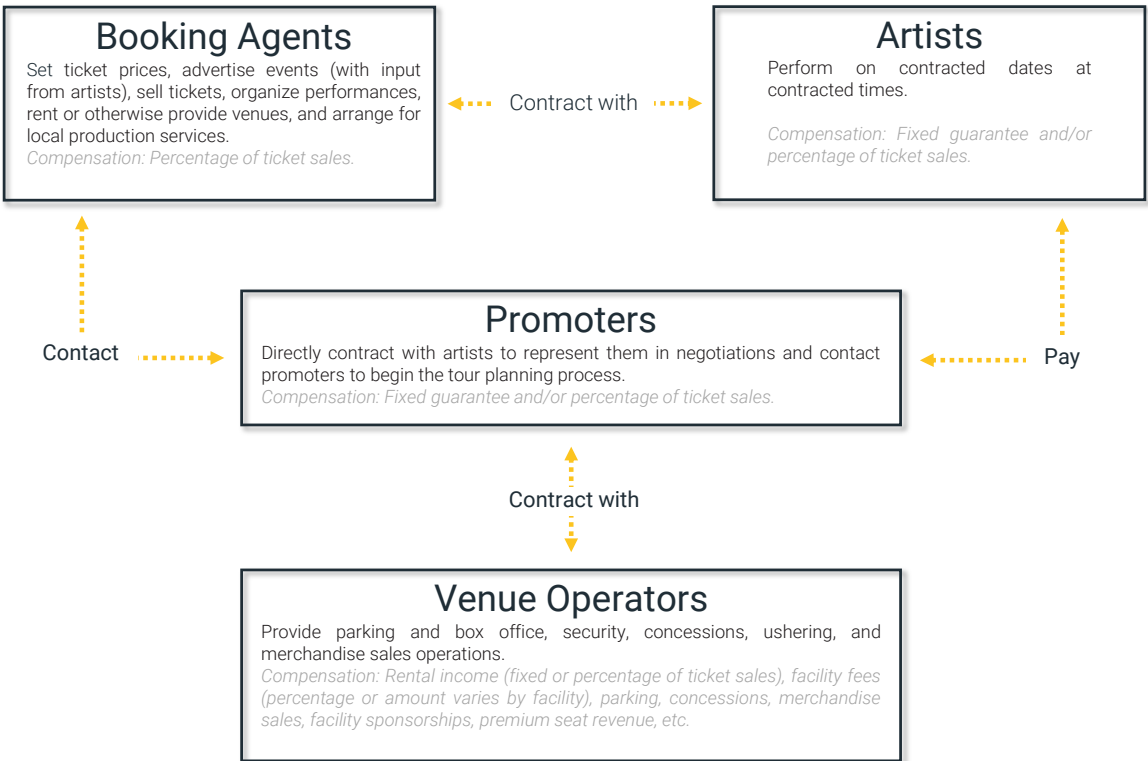 Booking Agents
Set ticket prices, advertise events (with input
from artists), sell tickets, organize performances,
rent or otherwise provide venues, and arrange for
local production services.
Compensation: Percentage of ticket sales.
Contract with
Artists
Perform on contracted dates at
contracted times.
Compensation: Fixed guarantee and/or
percentage of ticket sales.
Contact
Promoters
Directly contract with artists to represent them in negotiations and contact
promoters to begin the tour planning process.
Compensation: Fixed guarantee and/or percentage of ticket sales.
Pay
Contract with
Venue Operators
Provide parking and box office, security, concessions, ushering, and
merchandise sales operations.
Compensation: Rental income (fixed or percentage of ticket sales), facility fees
(percentage or amount varies by facility), parking, concessions, merchandise
sales, facility sponsorships, premium seat revenue, etc.